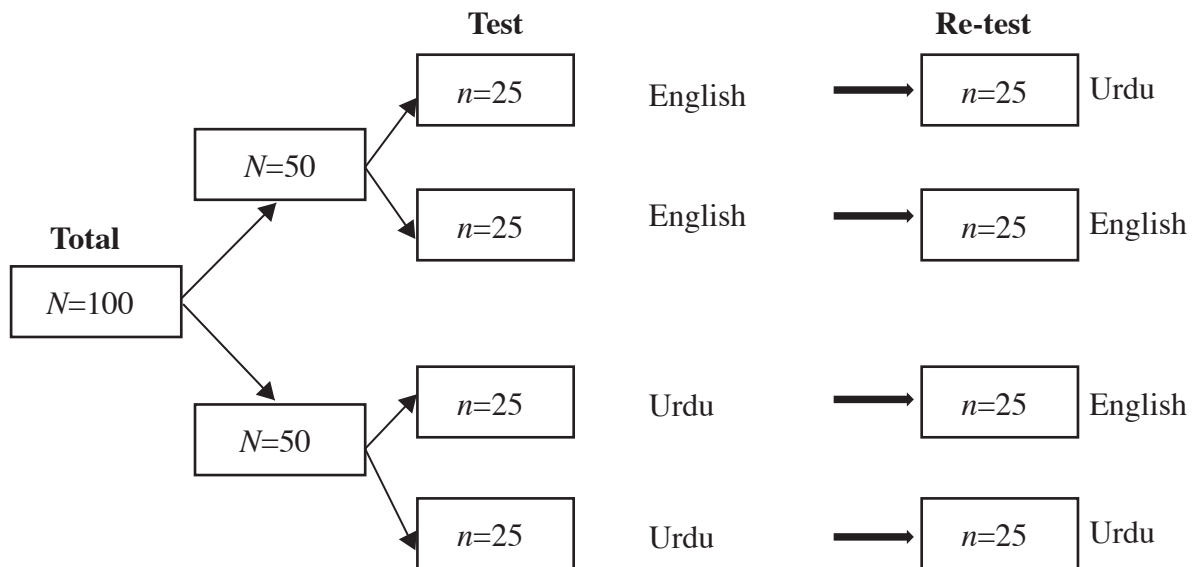 Test Re-test
n=25 English n=25 Urdu
N=50
n=25 English n=25 English
Total
N=100
n=25 Urdu n=25 English
N=50
n=25 Urdu n=25 Urdu